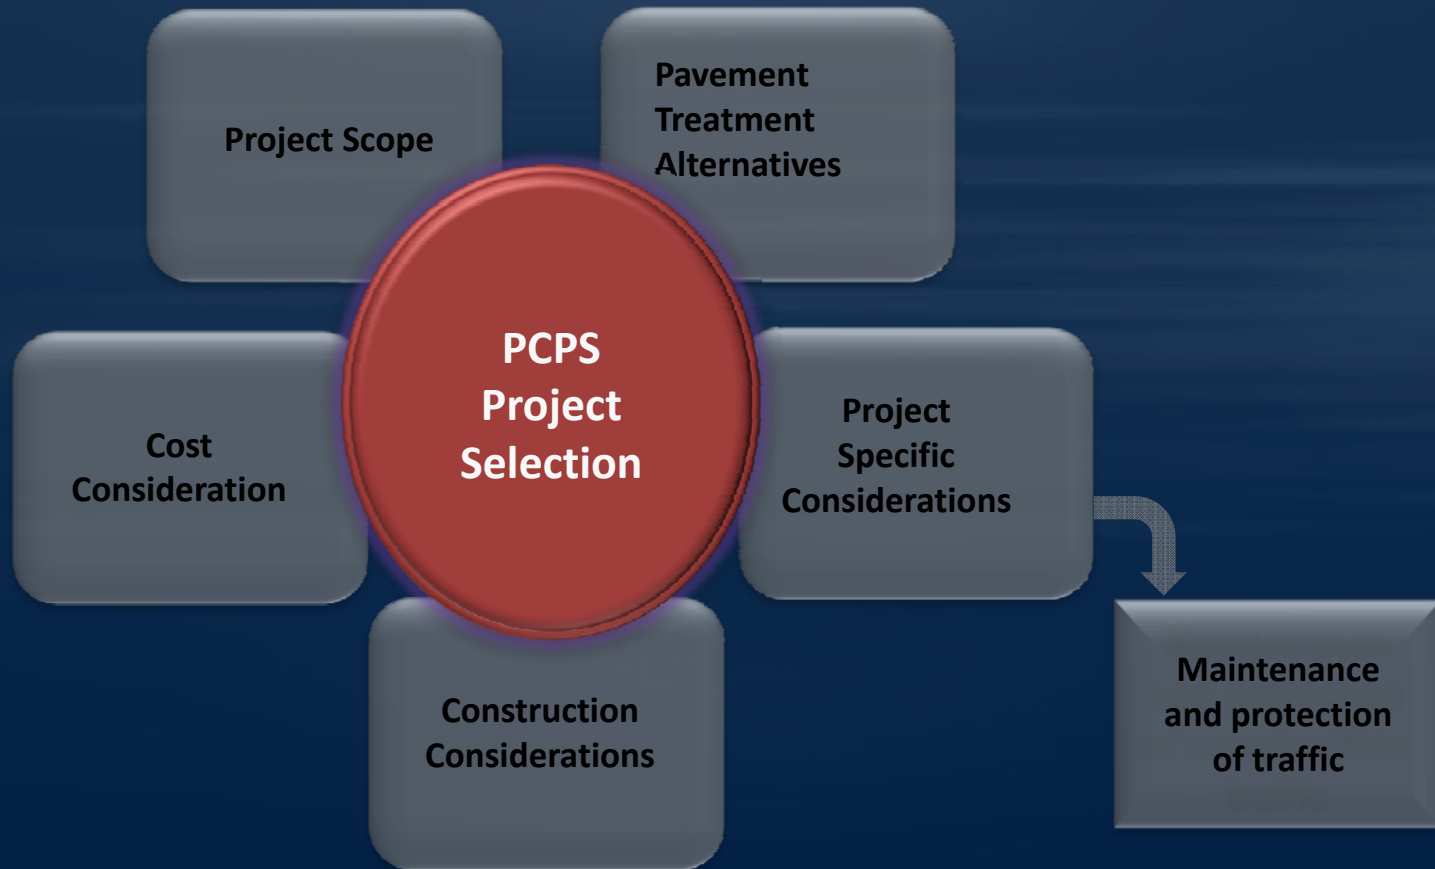 Project Scope
Pavement
Treatment
Alternatives
PCPS
Project
Selection
Cost
Consideration
Project
Specific
Considerations
Construction
Considerations
Maintenance
and protection
of traffic